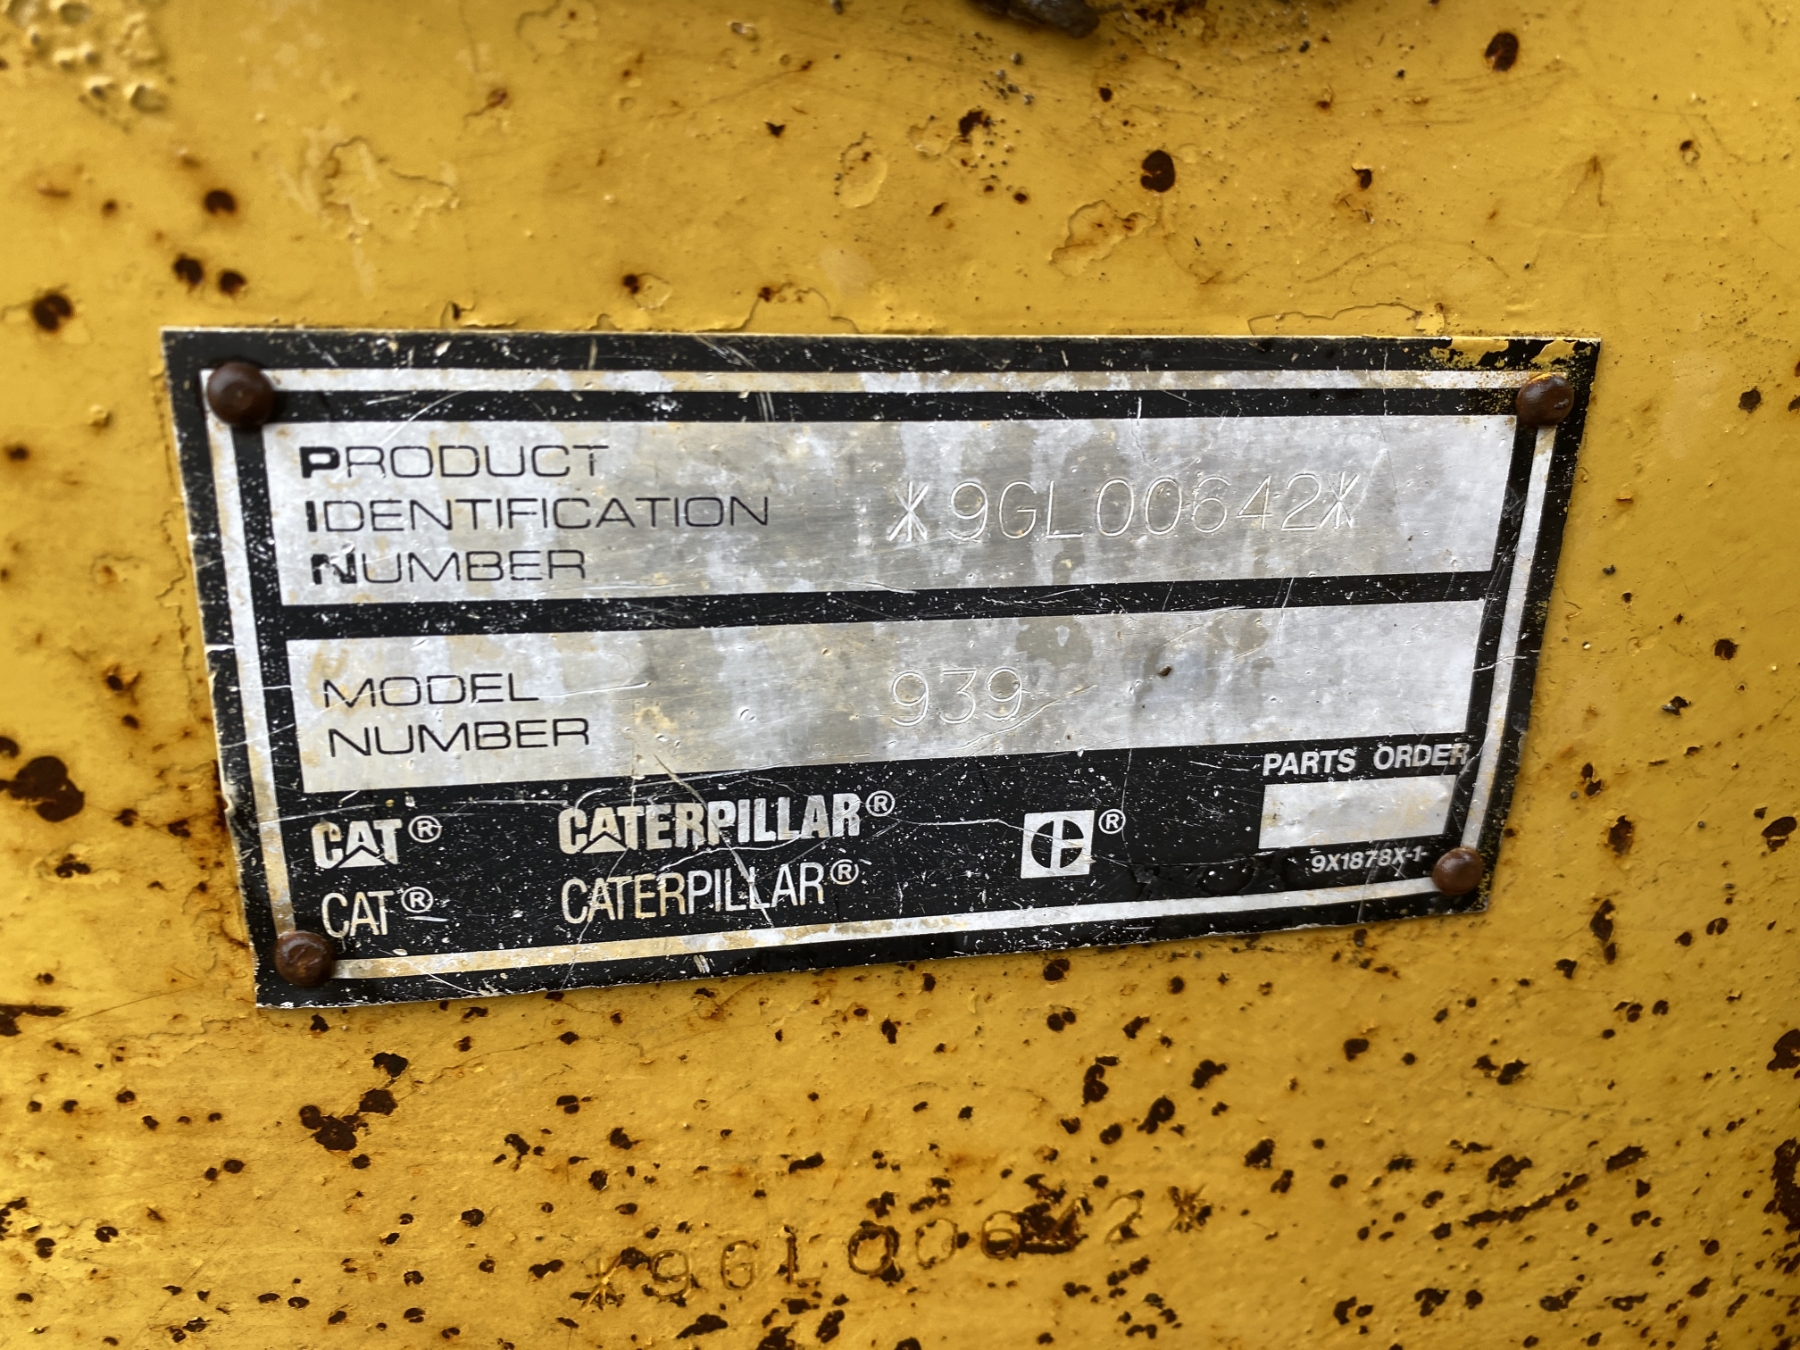 PRODUCT
IDENTIFICATION
NUMBER
*9GL00642*
MODEL
NUMBER
939
PARTS ORDER
CAT® CATERPILLAR®
CAT® CATERPILLAR®
®
9X1878X-1-
*9GL00642*